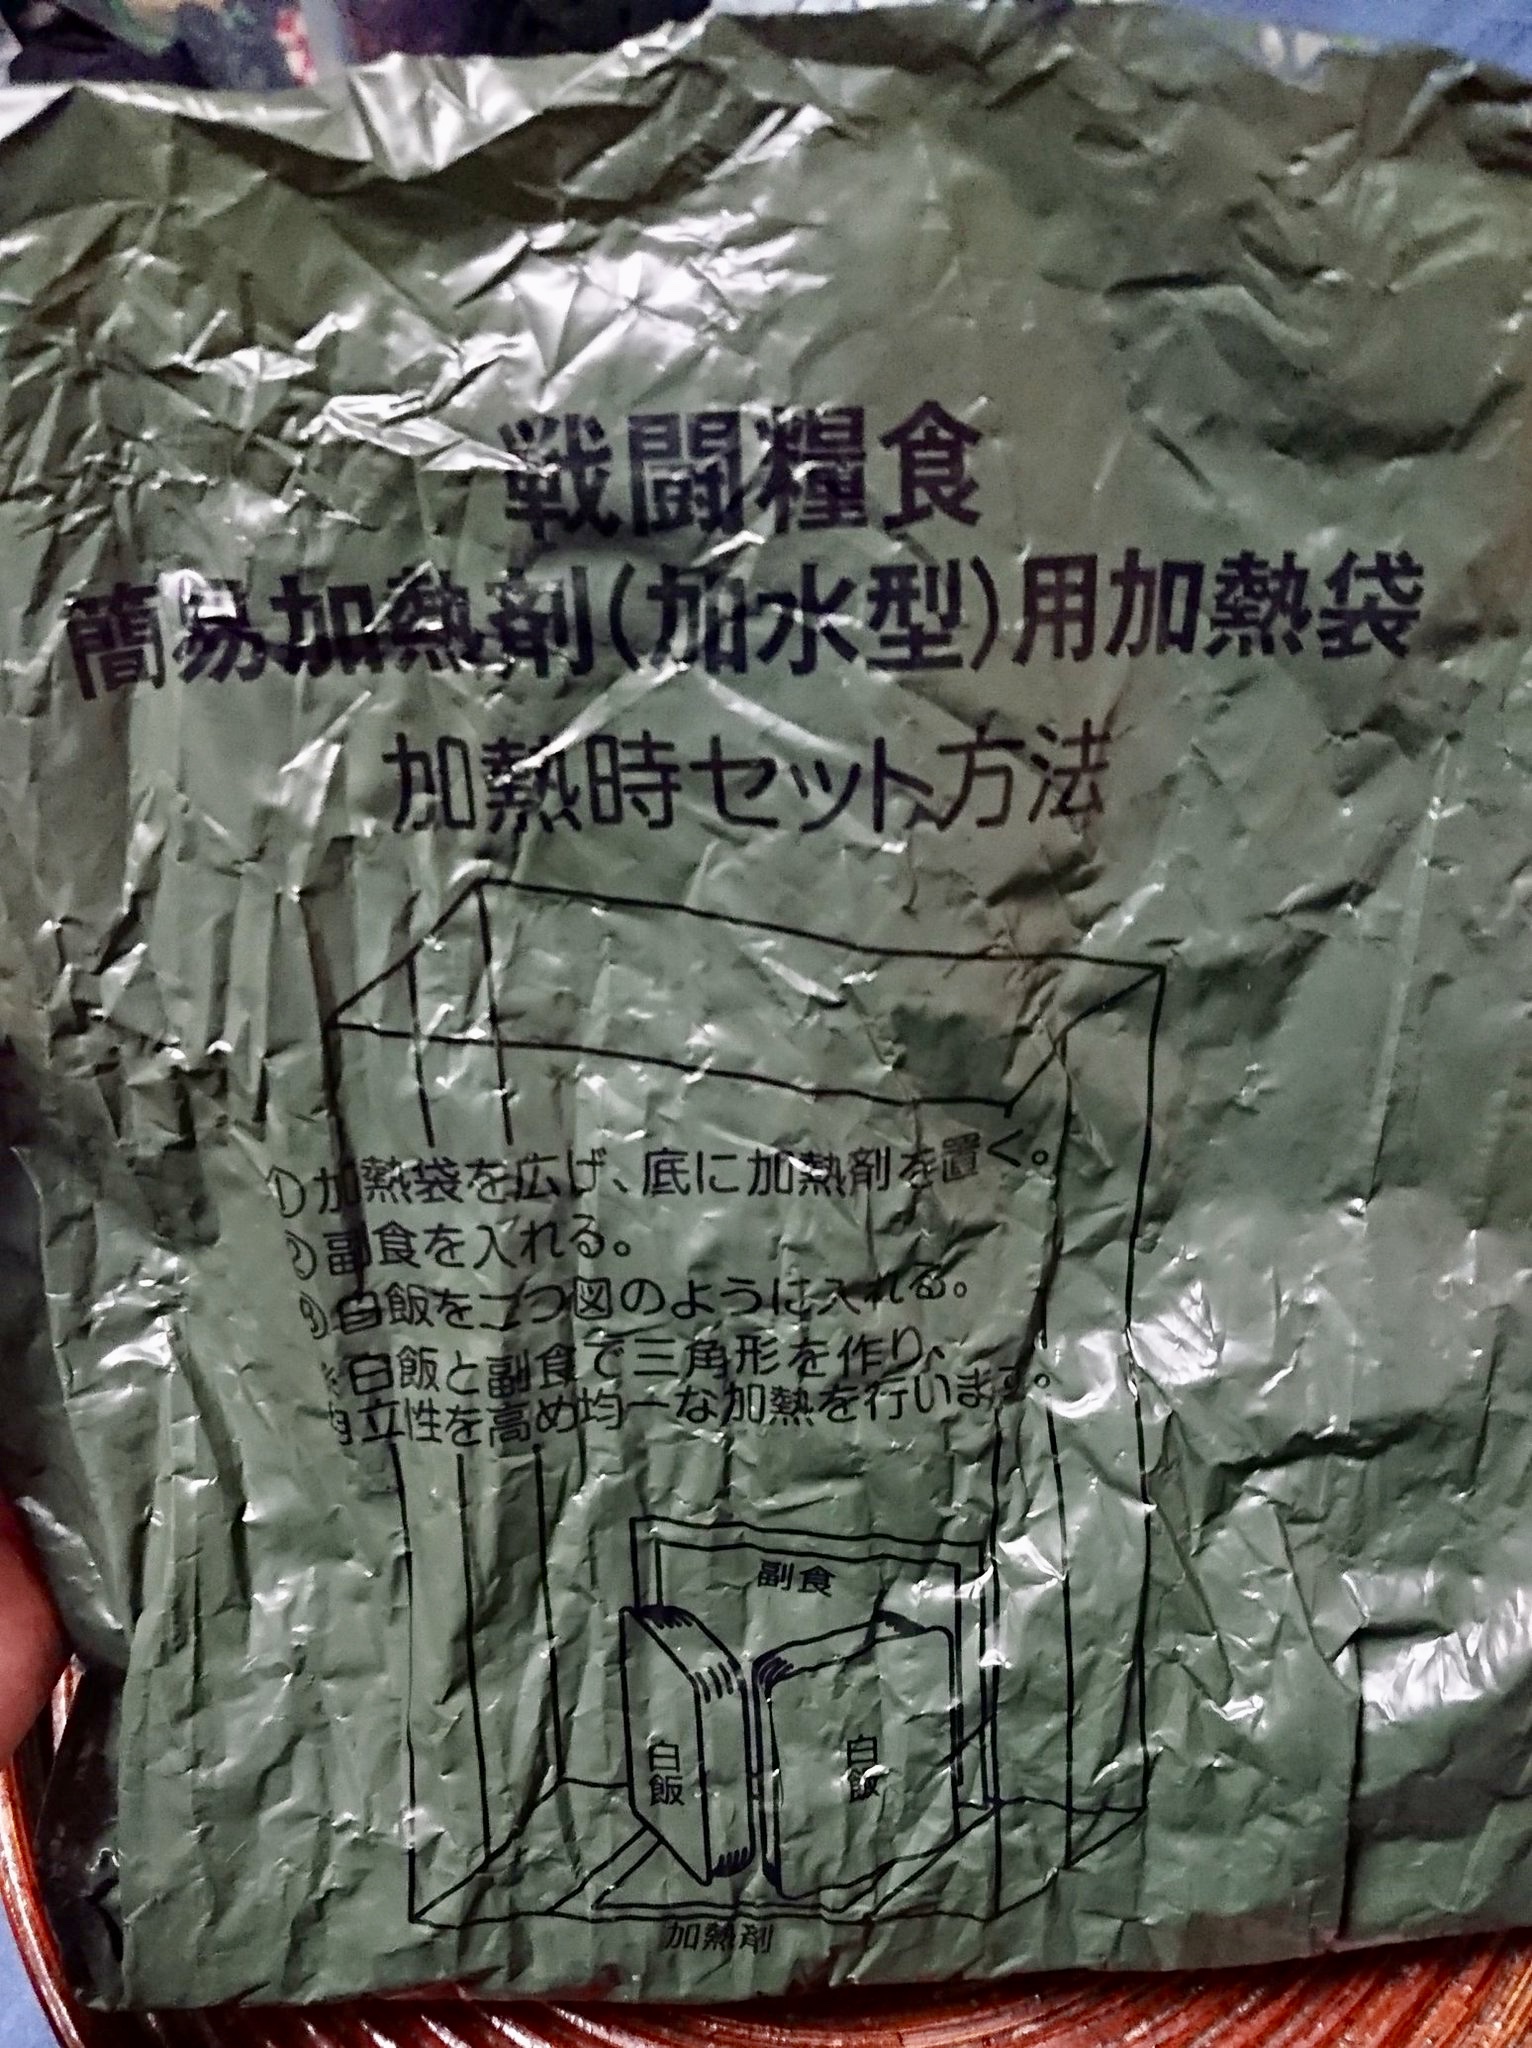 戦闘糧食
簡易加熱剤(加水型)用加熱袋
加熱時セット方法
①加熱袋を広げ、底に加熱剤を置く。
②副食を入れる。
③白飯を二つ図のように入れる。
※白飯と副食で三角形を作り、
自立性を高め均一な加熱を行います。
副食
白飯
白飯
加熱剤